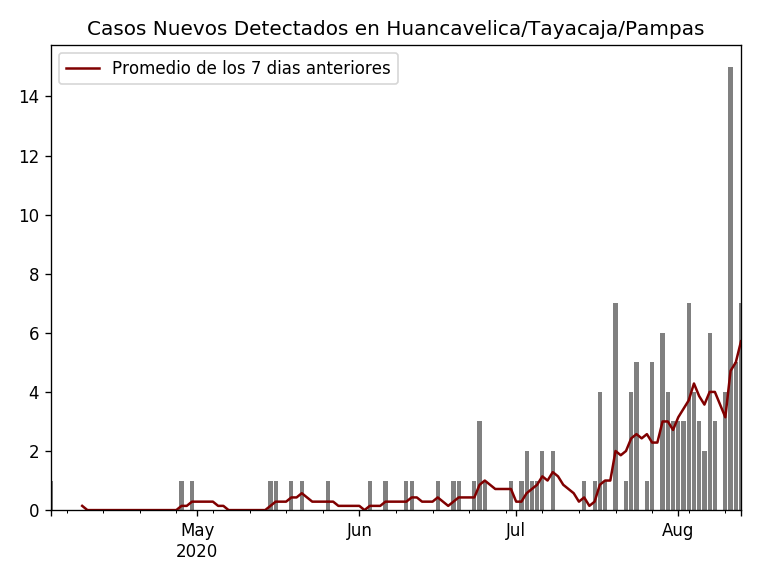 Casos Nuevos Detectados en Huancavelica/Tayacaja/Pampas
Promedio de los 7 dias anteriores
14
12
10
8
6
4
2
0
May
2020
Jun
Jul
Aug